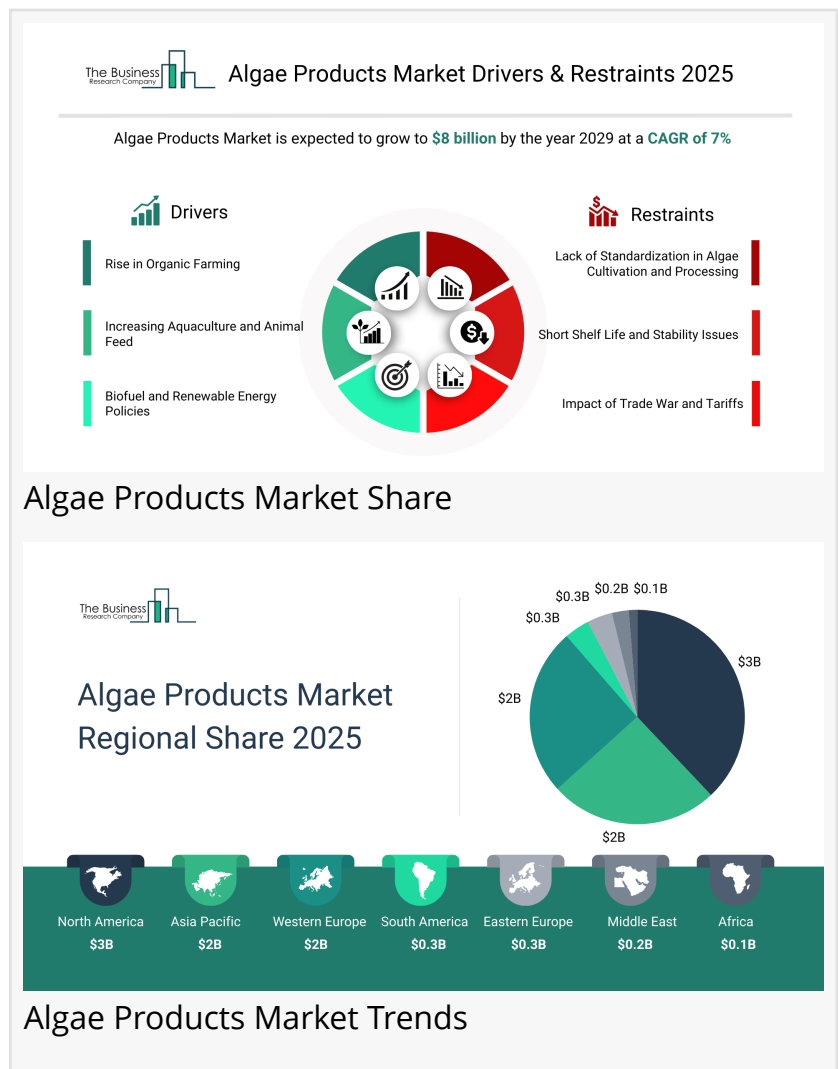 The Business
Research Company
Algae Products Market Drivers & Restraints 2025
Algae Products Market is expected to grow to $8 billion by the year 2029 at a CAGR of 7%
Drivers
Rise in Organic Farming
Increasing Aquaculture and Animal
Feed
Biofuel and Renewable Energy
Policies
$
$
Restraints
Lack of Standardization in Algae
Cultivation and Processing
Short Shelf Life and Stability Issues
Impact of Trade War and Tariffs
Algae Products Market Share
The Business
Research Company
Algae Products Market
Regional Share 2025
$0.3B
$0.3B
$0.2B
$0.1B
$3B
$2B
$2B
North America
$3B
Asia Pacific
$2B
Western Europe
$2B
South America
$0.3B
Eastern Europe
$0.3B
Middle East
$0.2B
Africa
$0.1B
Algae Products Market Trends